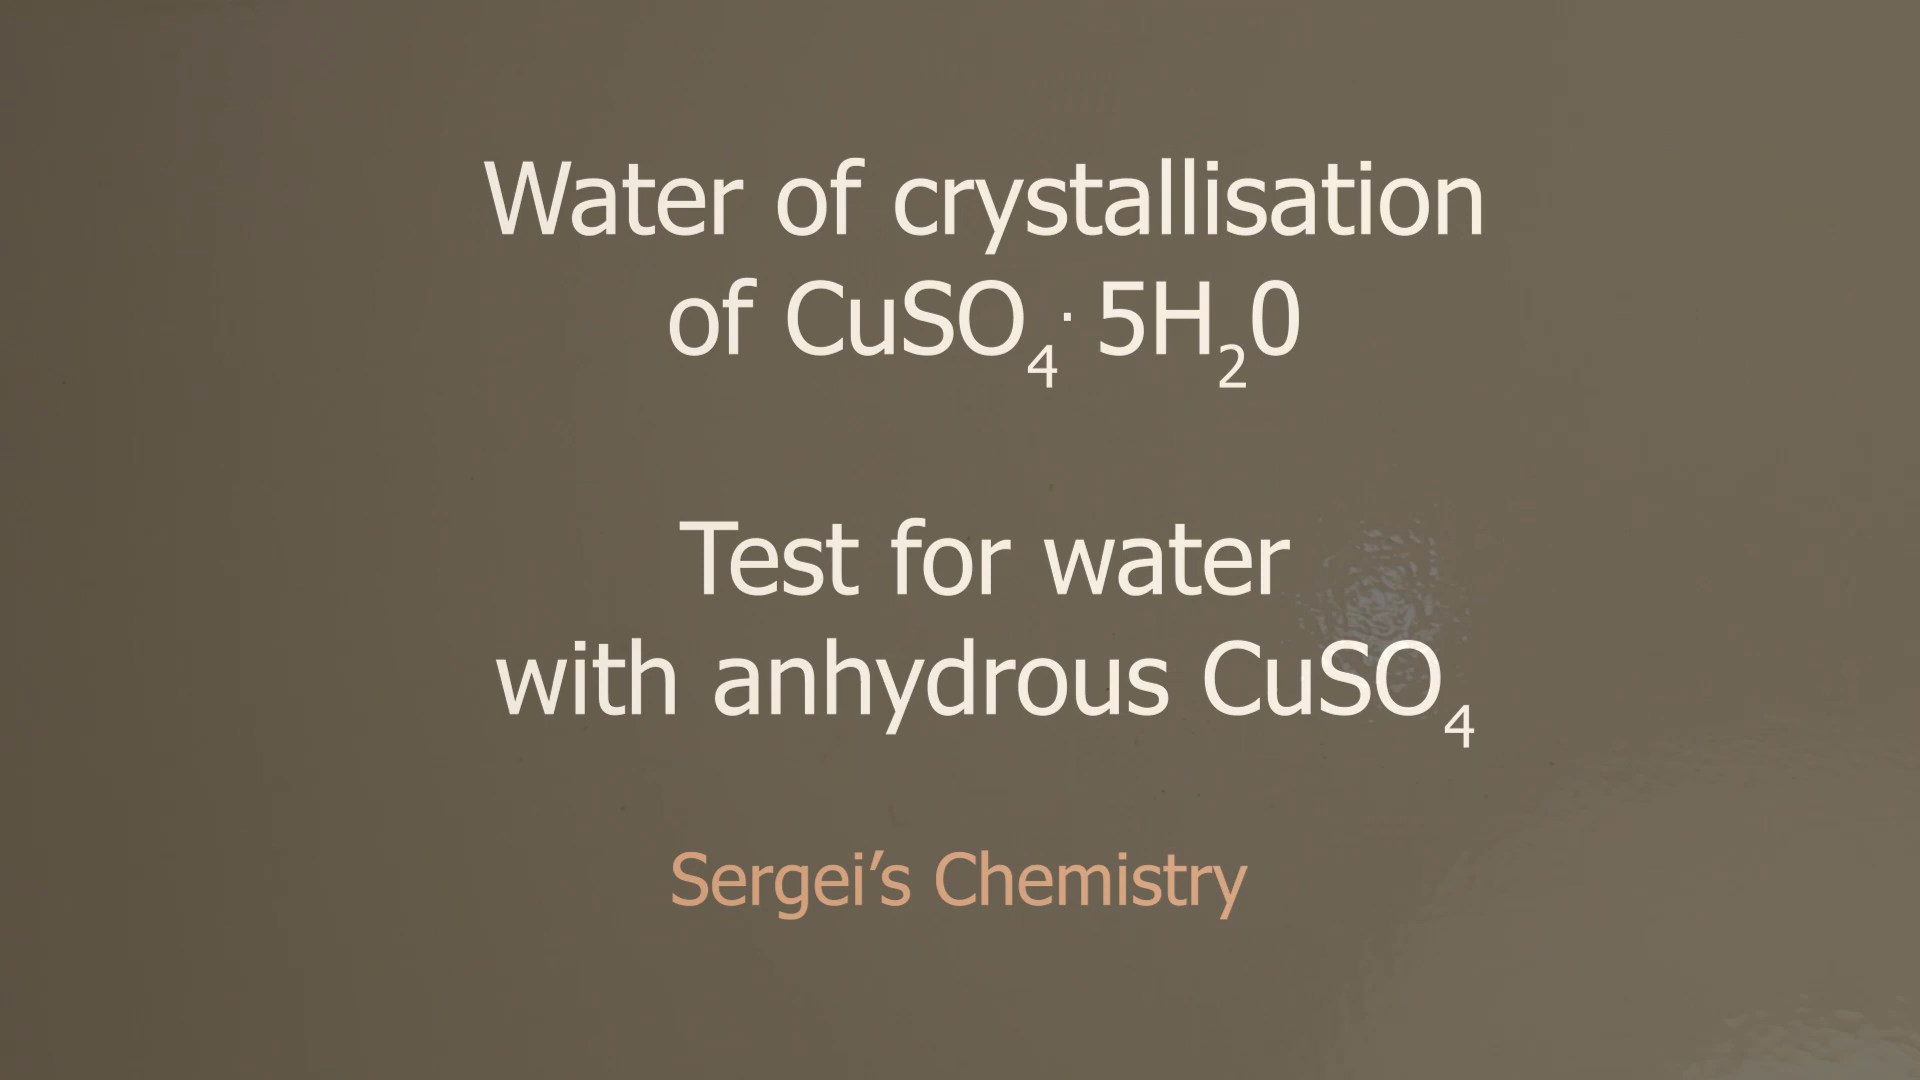 Water of crystallisation
of CuSO₄· 5H₂0
Test for water
with anhydrous CuSO₄
Sergei’s Chemistry